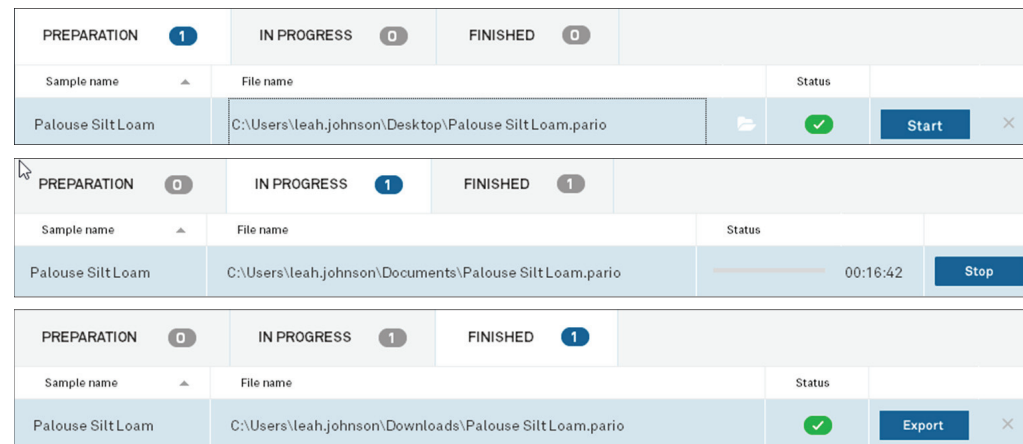 PREPARATION 1 IN PROGRESS 0 FINISHED 0
Sample name File name Status
Palouse Silt Loam C:\Users\leah.johnson\Desktop\Palouse Silt Loam.pario Start
PREPARATION 0 IN PROGRESS 1 FINISHED 1
Sample name File name Status
Palouse Silt Loam C:\Users\leah.johnson\Documents\Palouse Silt Loam.pario 00:16:42 Stop
PREPARATION 0 IN PROGRESS 1 FINISHED 1
Sample name File name Status
Palouse Silt Loam C:\Users\leah.johnson\Downloads\Palouse Silt Loam.pario Export